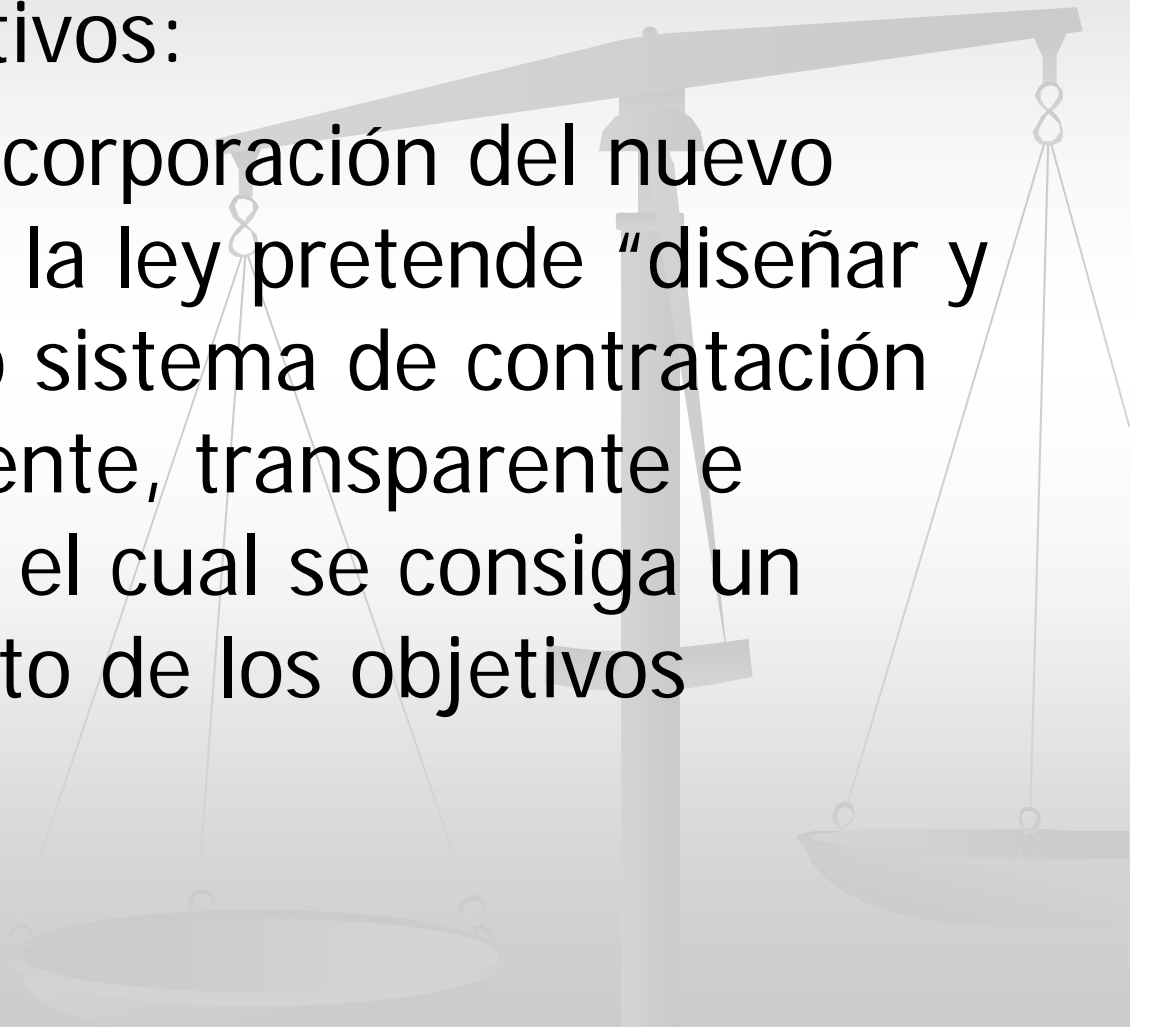 tivos:
corporación del nuevo
la ley pretende “diseñar y
o sistema de contratación
ente, transparente e
el cual se consiga un
to de los objetivos